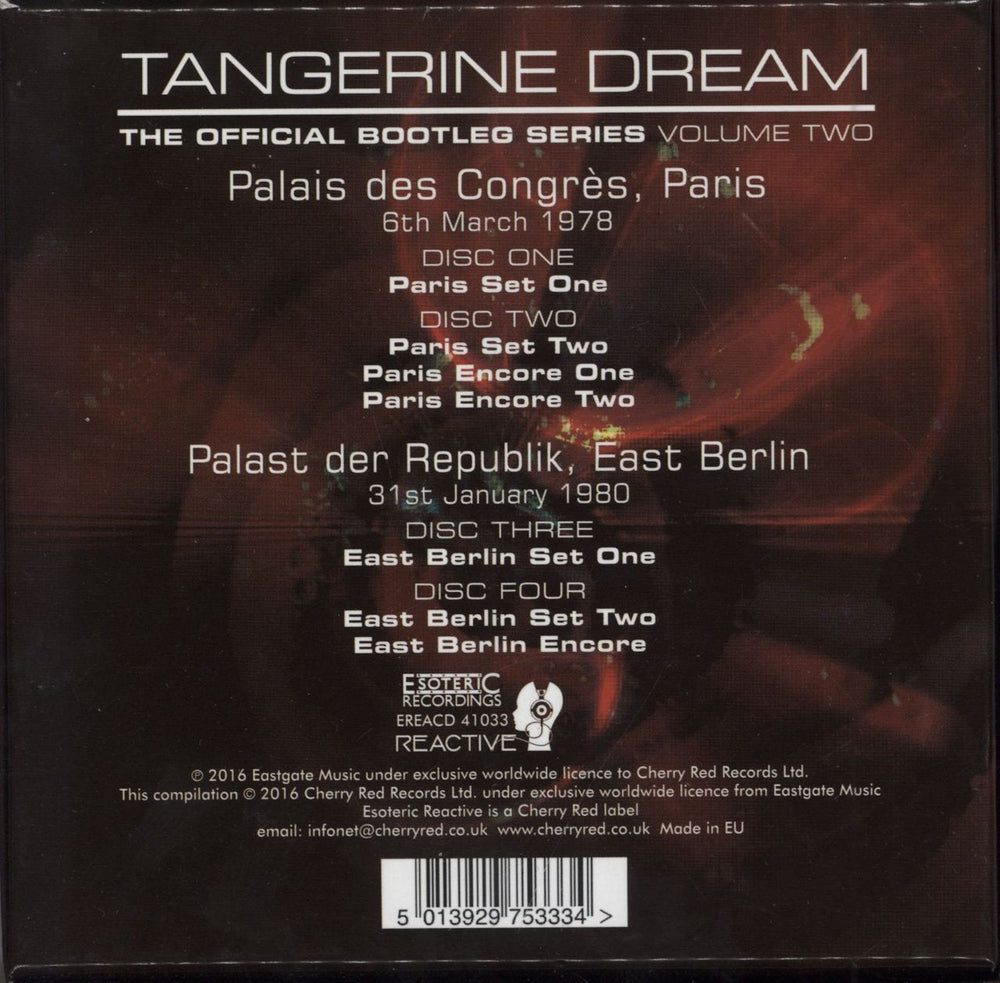 TANGERINE DREAM
THE OFFICIAL BOOTLEG SERIES VOLUME TWO
Palais des Congrès, Paris
6th March 1978
DISC ONE
Paris Set One
DISC TWO
Paris Set Two
Paris Encore One
Paris Encore Two
Palast der Republik, East Berlin
31st January 1980
DISC THREE
East Berlin Set One
DISC FOUR
East Berlin Set Two
East Berlin Encore
ESOTERIC
RECORDINGS
EREACD 41033
REACTIVE
℗ 2016 Eastgate Music under exclusive worldwide licence to Cherry Red Records Ltd.
This compilation © 2016 Cherry Red Records Ltd. under exclusive worldwide licence from Eastgate Music
Esoteric Reactive is a Cherry Red label
email: infonet@cherryred.co.uk www.cherryred.co.uk Made in EU
5 013929 753334 >